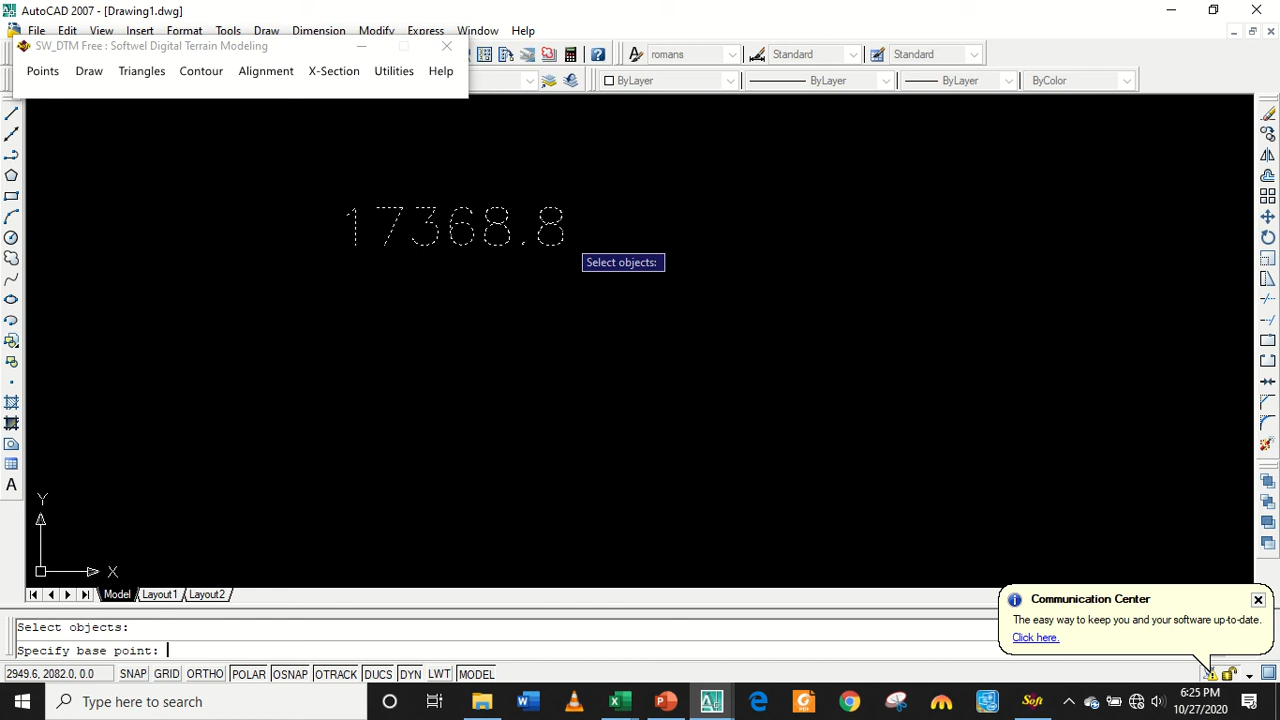 AutoCAD 2007 - [Drawing1.dwg]
File Edit View Insert Format Tools Draw Dimension Modify Express Window Help
SW_DTM Free : Softwel Digital Terrain Modeling
romans Standard Standard
Points Draw Triangles Contour Alignment X-Section Utilities Help
ByLayer ByLayer ByLayer ByColor
17368.8
Select objects:
A
Y
X
Model Layout1 Layout2
Communication Center
The easy way to keep you and your software up-to-date.
Click here.
Select objects:
Specify base point:
2949.6, 2082.0, 0.0 SNAP GRID ORTHO POLAR OSNAP OTRACK DUCS DYN LWT MODEL
Type here to search
Soft
6:25 PM
10/27/2020